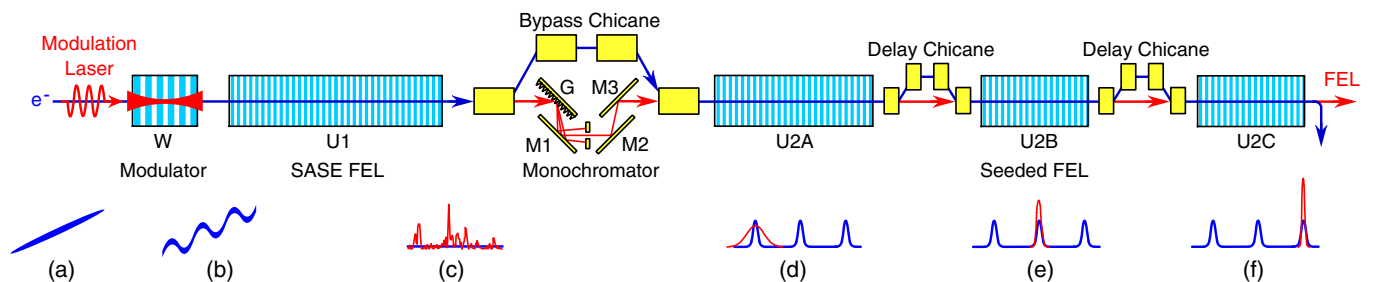 Bypass Chicane
Modulation
Laser
Delay Chicane
Delay Chicane
G
M3
FEL
e-
M1
M2
W
U1
U2A
U2B
U2C
Modulator
SASE FEL
Monochromator
Seeded FEL
(a)
(b)
(c)
(d)
(e)
(f)